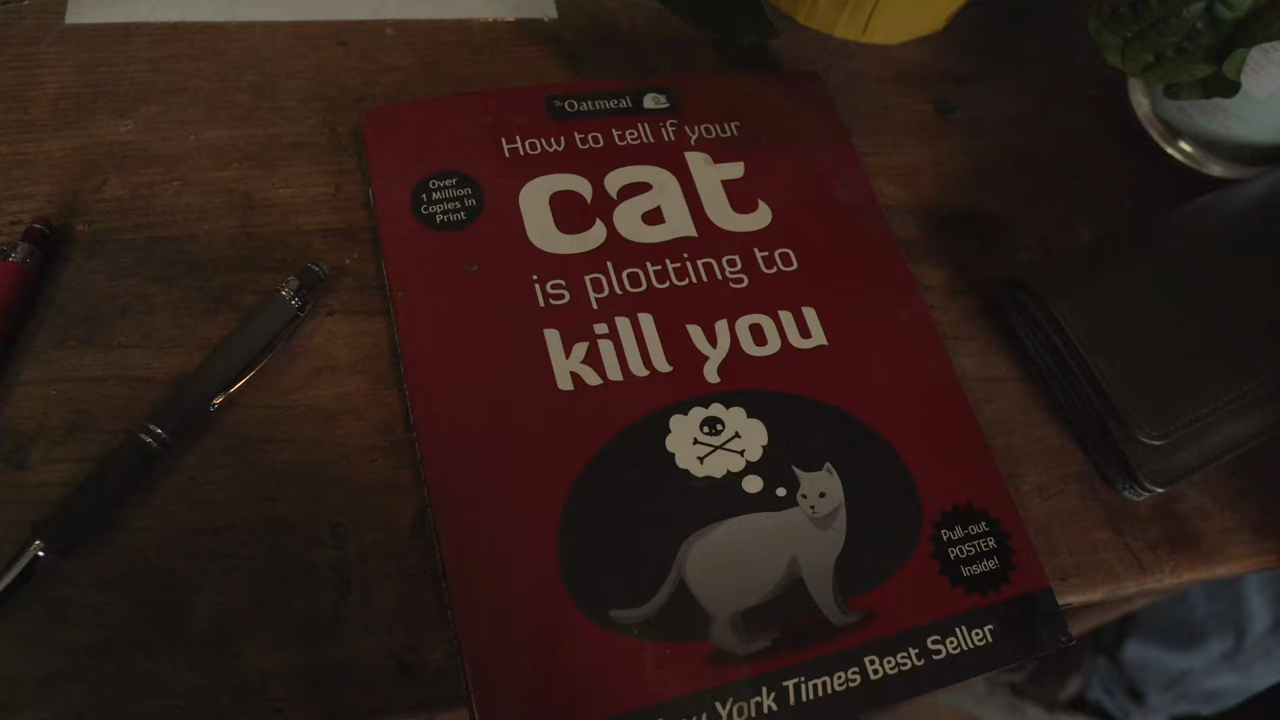 The Oatmeal
How to tell if your
cat
is plotting to
kill you
Over
1 Million
Copies in
Print
Pull-out
POSTER
Inside!
York Times Best Seller